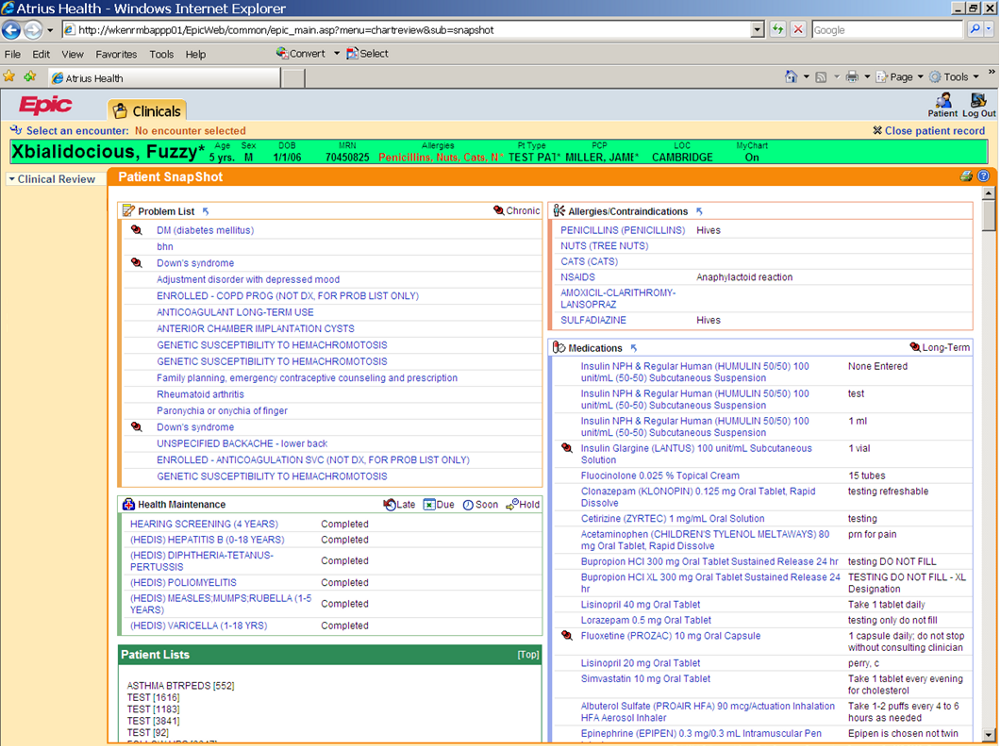 Atrius Health - Windows Internet Explorer
http://wkenrmbappp01/EpicWeb/common/epic_main.asp?menu=chartreview&sub=snapshot
Google
File Edit View Favorites Tools Help
Convert Select
Atrius Health
Page Tools »
Epic
Clinicals
Patient Log Out
Select an encounter: No encounter selected
Close patient record
Age Sex DOB MRN Allergies Pt Type PCP LOC MyChart
Xbialidocious, Fuzzy* 5 yrs. M 1/1/06 70450825 Penicillins, Nuts, Cats, N* TEST PAT* MILLER, JAME* CAMBRIDGE On
Clinical Review
Patient SnapShot
Problem List
Chronic
DM (diabetes mellitus)
bhn
Down's syndrome
Adjustment disorder with depressed mood
ENROLLED - COPD PROG (NOT DX, FOR PROB LIST ONLY)
ANTICOAGULANT LONG-TERM USE
ANTERIOR CHAMBER IMPLANTATION CYSTS
GENETIC SUSCEPTIBILITY TO HEMACHROMOTOSIS
GENETIC SUSCEPTIBILITY TO HEMACHROMOTOSIS
Family planning, emergency contraceptive counseling and prescription
Rheumatoid arthritis
Paronychia or onychia of finger
Down's syndrome
UNSPECIFIED BACKACHE - lower back
ENROLLED - ANTICOAGULATION SVC (NOT DX, FOR PROB LIST ONLY)
GENETIC SUSCEPTIBILITY TO HEMACHROMOTOSIS
Health Maintenance
Late Due Soon Hold
HEARING SCREENING (4 YEARS) Completed
(HEDIS) HEPATITIS B (0-18 YEARS) Completed
(HEDIS) DIPHTHERIA-TETANUS-
PERTUSSIS Completed
(HEDIS) POLIOMYELITIS Completed
(HEDIS) MEASLES;MUMPS;RUBELLA (1-5
YEARS) Completed
(HEDIS) VARICELLA (1-18 YRS) Completed
Patient Lists
[Top]
ASTHMA BTRPEDS [552]
TEST [1616]
TEST [1183]
TEST [3841]
TEST [92]
Allergies/Contraindications
PENICILLINS (PENICILLINS) Hives
NUTS (TREE NUTS)
CATS (CATS)
NSAIDS Anaphylactoid reaction
AMOXICIL-CLARITHROMY-
LANSOPRAZ
SULFADIAZINE Hives
Medications
Long-Term
Insulin NPH & Regular Human (HUMULIN 50/50) 100 None Entered
unit/mL (50-50) Subcutaneous Suspension
Insulin NPH & Regular Human (HUMULIN 50/50) 100 test
unit/mL (50-50) Subcutaneous Suspension
Insulin NPH & Regular Human (HUMULIN 50/50) 100 1 ml
unit/mL (50-50) Subcutaneous Suspension
Insulin Glargine (LANTUS) 100 unit/mL Subcutaneous 1 vial
Solution
Fluocinolone 0.025 % Topical Cream 15 tubes
Clonazepam (KLONOPIN) 0.125 mg Oral Tablet, Rapid testing refreshable
Dissolve
Cetirizine (ZYRTEC) 1 mg/mL Oral Solution testing
Acetaminophen (CHILDREN'S TYLENOL MELTAWAYS) 80 prn for pain
mg Oral Tablet, Rapid Dissolve
Bupropion HCl 300 mg Oral Tablet Sustained Release 24 hr testing DO NOT FILL
Bupropion HCl XL 300 mg Oral Tablet Sustained Release 24 TESTING DO NOT FILL - XL
hr Designation
Lisinopril 40 mg Oral Tablet Take 1 tablet daily
Lorazepam 0.5 mg Oral Tablet testing only do not fill
Fluoxetine (PROZAC) 10 mg Oral Capsule 1 capsule daily; do not stop
without consulting clinician
Lisinopril 20 mg Oral Tablet perry, c
Simvastatin 10 mg Oral Tablet Take 1 tablet every evening
for cholesterol
Albuterol Sulfate (PROAIR HFA) 90 mcg/Actuation Inhalation Take 1-2 puffs every 4 to 6
HFA Aerosol Inhaler hours as needed
Epinephrine (EPIPEN) 0.3 mg/0.3 mL Intramuscular Pen Epipen is chosen not twin